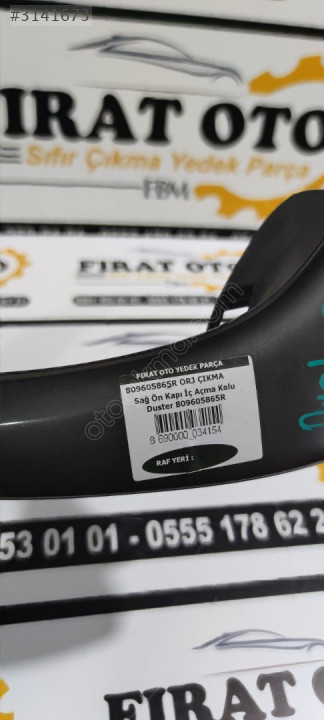 #3141673
FIRAT OTO
Sıfır Çıkma Yedek Parça
FBM
FIRAT OTO
FIRAT OTO YEDEK PARÇA
809605865R ORJ ÇIKMA
Sağ Ön Kapı İç Açma Kolu
Duster 809605865R
8 690000 034154
RAF YERİ :
53 01 01 - 0555 178 62 2
FIRAT OTO